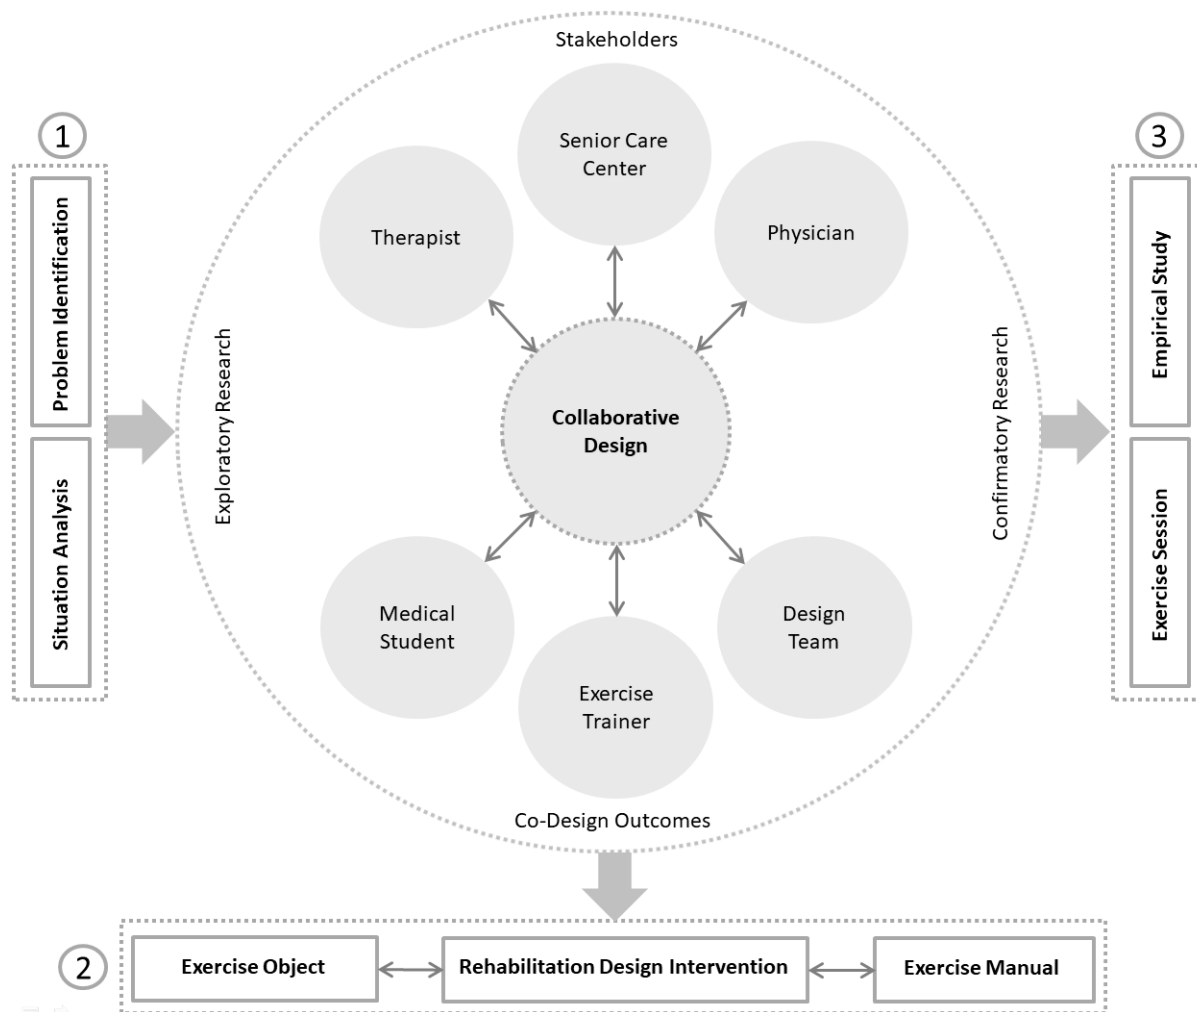 Stakeholders
1
3
Senior Care
Center
Therapist
Physician
Problem Identification
Situation Analysis
Exploratory Research
Collaborative
Design
Confirmatory Research
Empirical Study
Exercise Session
Medical
Student
Design
Team
Exercise
Trainer
Co-Design Outcomes
2
Exercise Object
Rehabilitation Design Intervention
Exercise Manual